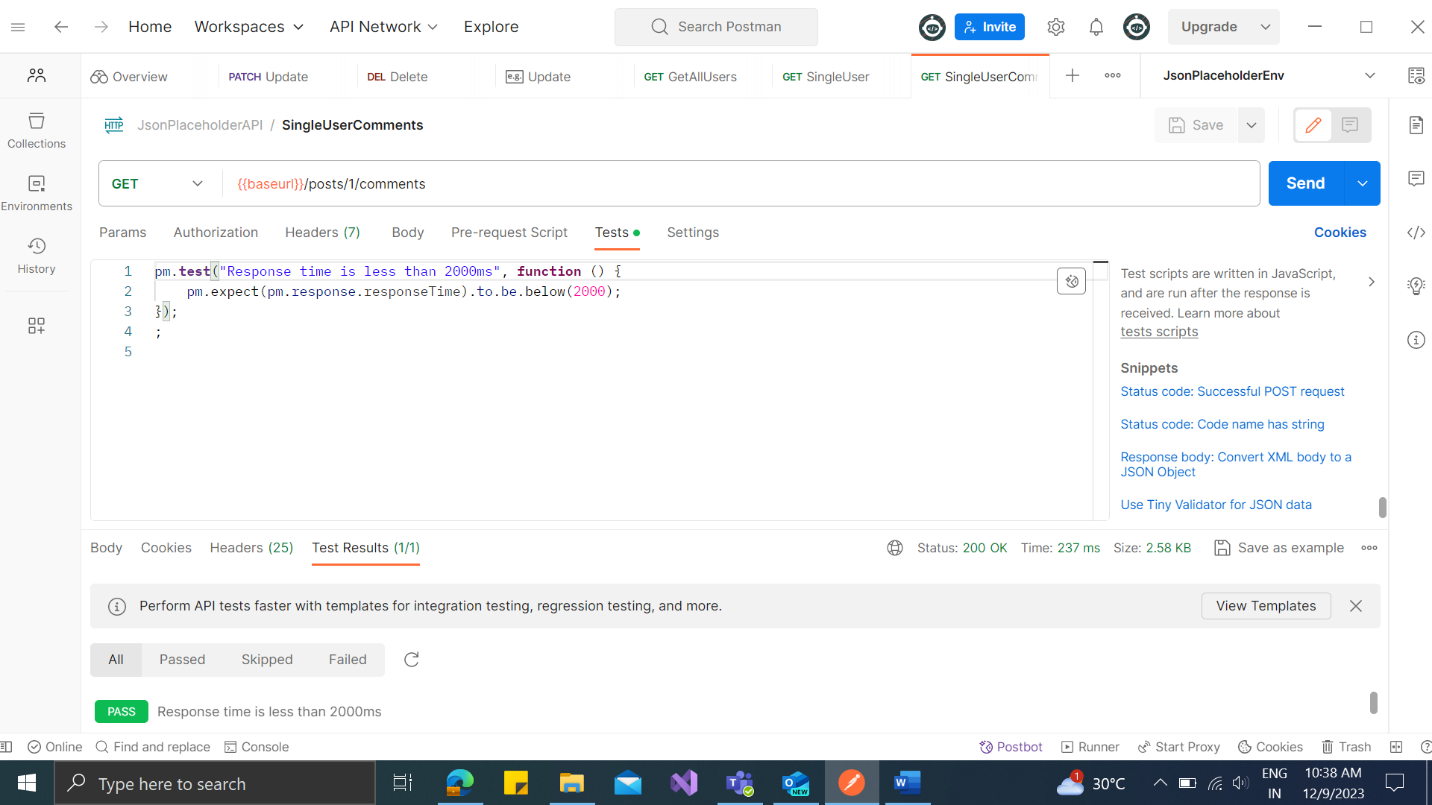 Home Workspaces API Network Explore Search Postman Invite Upgrade
Overview PATCH Update DEL Delete e.g. Update GET GetAllUsers GET SingleUser GET SingleUserComm JsonPlaceholderEnv
HTTP JsonPlaceholderAPI / SingleUserComments Save
GET {{baseurl}}/posts/1/comments Send
Collections
Environments
History
Params Authorization Headers (7) Body Pre-request Script Tests Settings Cookies
1 pm.test("Response time is less than 2000ms", function () {
2 pm.expect(pm.response.responseTime).to.be.below(2000);
3 });
4 ;
5
Test scripts are written in JavaScript,
and are run after the response is
received. Learn more about
tests scripts
Snippets
Status code: Successful POST request
Status code: Code name has string
Response body: Convert XML body to a
JSON Object
Use Tiny Validator for JSON data
Body Cookies Headers (25) Test Results (1/1) Status: 200 OK Time: 237 ms Size: 2.58 KB Save as example
Perform API tests faster with templates for integration testing, regression testing, and more. View Templates
All Passed Skipped Failed
PASS Response time is less than 2000ms
Online Find and replace Console Postbot Runner Start Proxy Cookies Trash
Type here to search NEW W 1 30°C ENG 10:38 AM
IN 12/9/2023